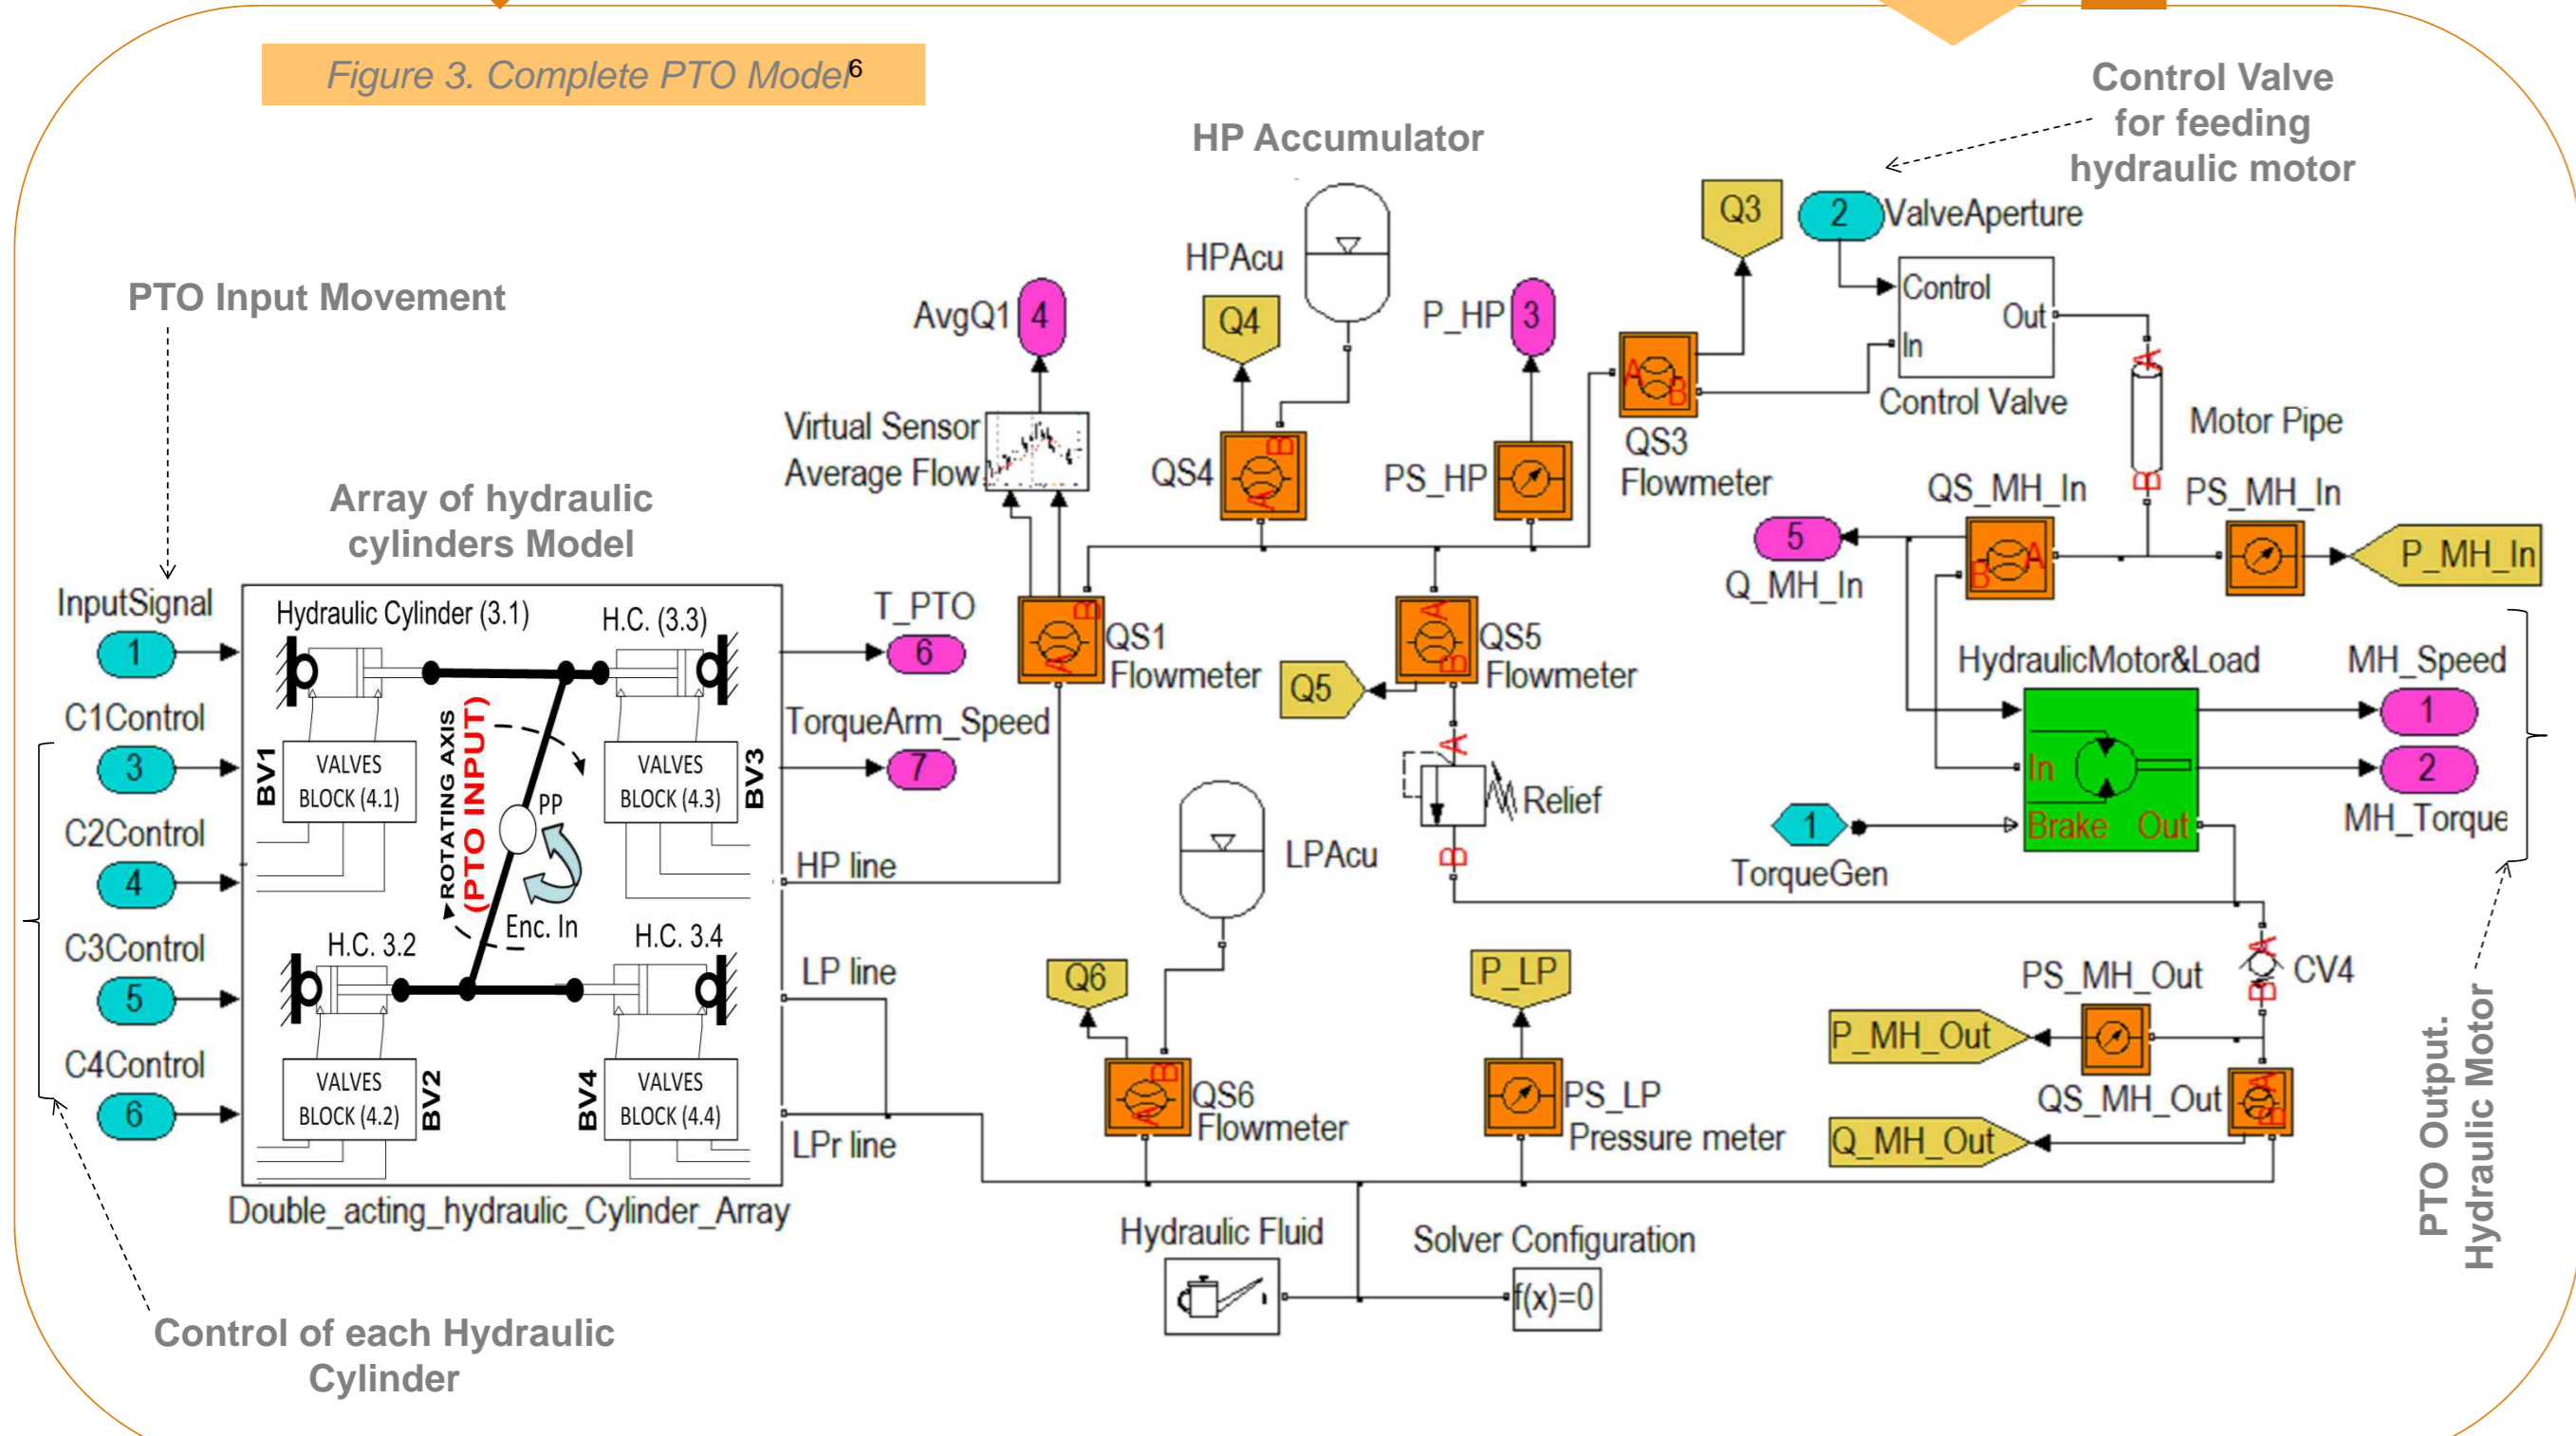 Figure 3. Complete PTO Model6
Control Valve
for feeding
hydraulic motor
HP Accumulator
PTO Input Movement
Array of hydraulic
cylinders Model
InputSignal
1
C1Control
3
C2Control
4
C3Control
5
C4Control
6
Control of each Hydraulic
Cylinder
Hydraulic Cylinder (3.1)
H.C. (3.3)
BV1
VALVES
BLOCK (4.1)
ROTATING AXIS
(PTO INPUT)
PP
Enc. In
VALVES
BLOCK (4.3)
BV3
H.C. 3.2
H.C. 3.4
VALVES
BLOCK (4.2)
BV2
BV4
VALVES
BLOCK (4.4)
Double_acting_hydraulic_Cylinder_Array
T_PTO
6
TorqueArm_Speed
7
HP line
LP line
LPr line
AvgQ1
4
Virtual Sensor
Average Flow
B
A
QS1
Flowmeter
HPAcu
Q4
QS4
B
A
P_HP
3
PS_HP
Q3
A
B
QS3
Flowmeter
2
ValveAperture
Control
Out
In
Control Valve
A
B
Motor Pipe
QS_MH_In
B
A
PS_MH_In
P_MH_In
5
Q_MH_In
A
B
QS5
Flowmeter
Q5
A
Relief
B
HydraulicMotor&Load
In
Brake
Out
1
TorqueGen
MH_Speed
1
2
MH_Torque
LPAcu
Q6
B
A
QS6
Flowmeter
P_LP
PS_LP
Pressure meter
A
B
CV4
PS_MH_Out
P_MH_Out
QS_MH_Out
A
B
Q_MH_Out
Hydraulic Fluid
Solver Configuration
f(x)=0
PTO Output.
Hydraulic Motor